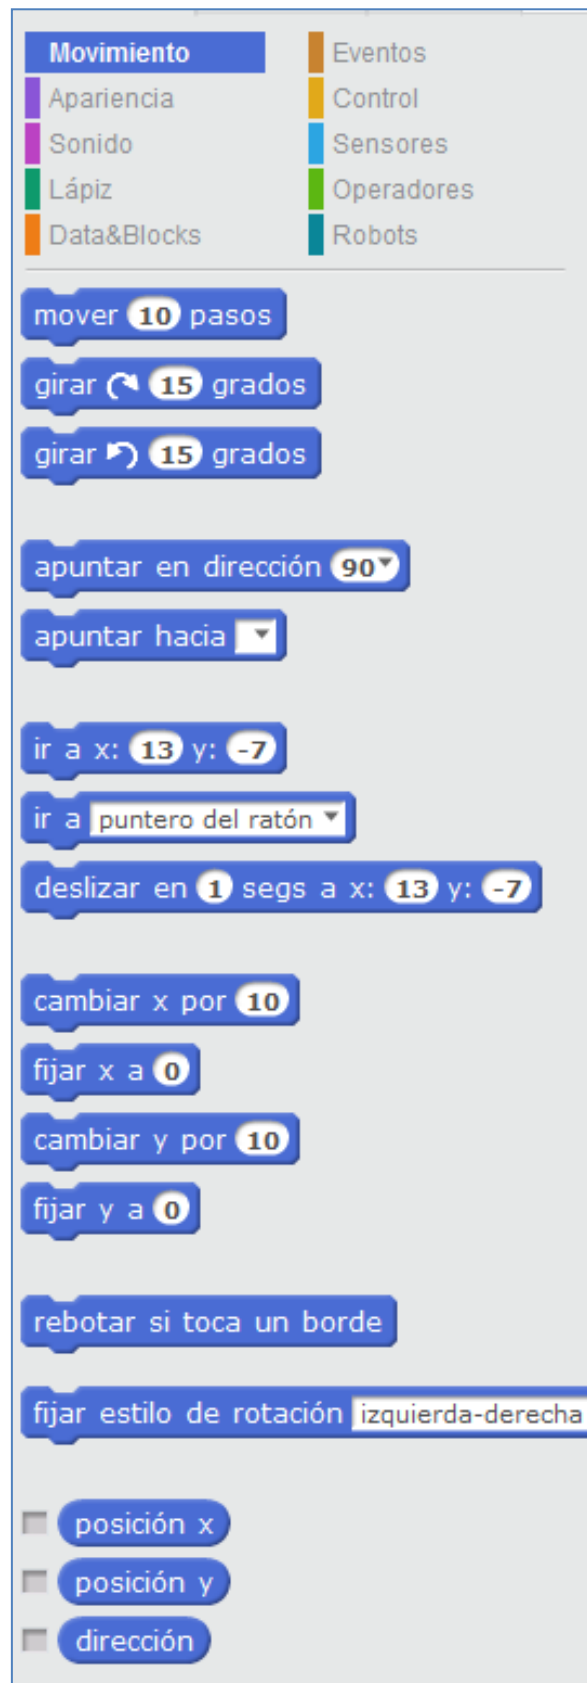 Movimiento Eventos
Apariencia Control
Sonido Sensores
Lápiz Operadores
Data&Blocks Robots
mover 10 pasos
girar 15 grados
girar 15 grados
apuntar en dirección 90
apuntar hacia
ir a x: 13 y: -7
ir a puntero del ratón
deslizar en 1 segs a x: 13 y: -7
cambiar x por 10
fijar x a 0
cambiar y por 10
fijar y a 0
rebotar si toca un borde
fijar estilo de rotación izquierda-derecha
posición x
posición y
dirección